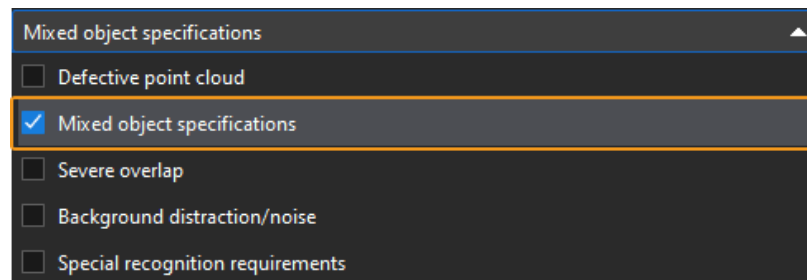 Mixed object specifications
Defective point cloud
Mixed object specifications
Severe overlap
Background distraction/noise
Special recognition requirements